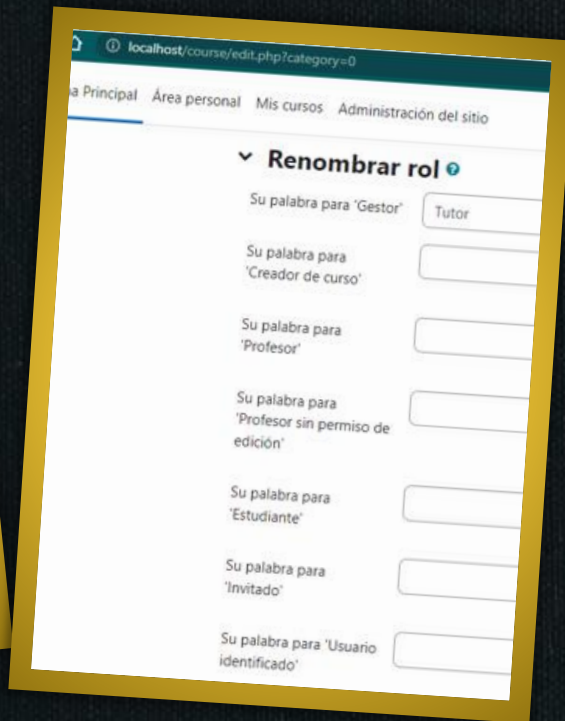 localhost/course/edit.php?category=0
Principal Área personal Mis cursos Administración del sitio
Renombrar rol
Su palabra para 'Gestor' Tutor
Su palabra para
'Creador de curso'
Su palabra para
'Profesor'
Su palabra para
'Profesor sin permiso de
edición'
Su palabra para
'Estudiante'
Su palabra para
'Invitado'
Su palabra para 'Usuario
identificado'